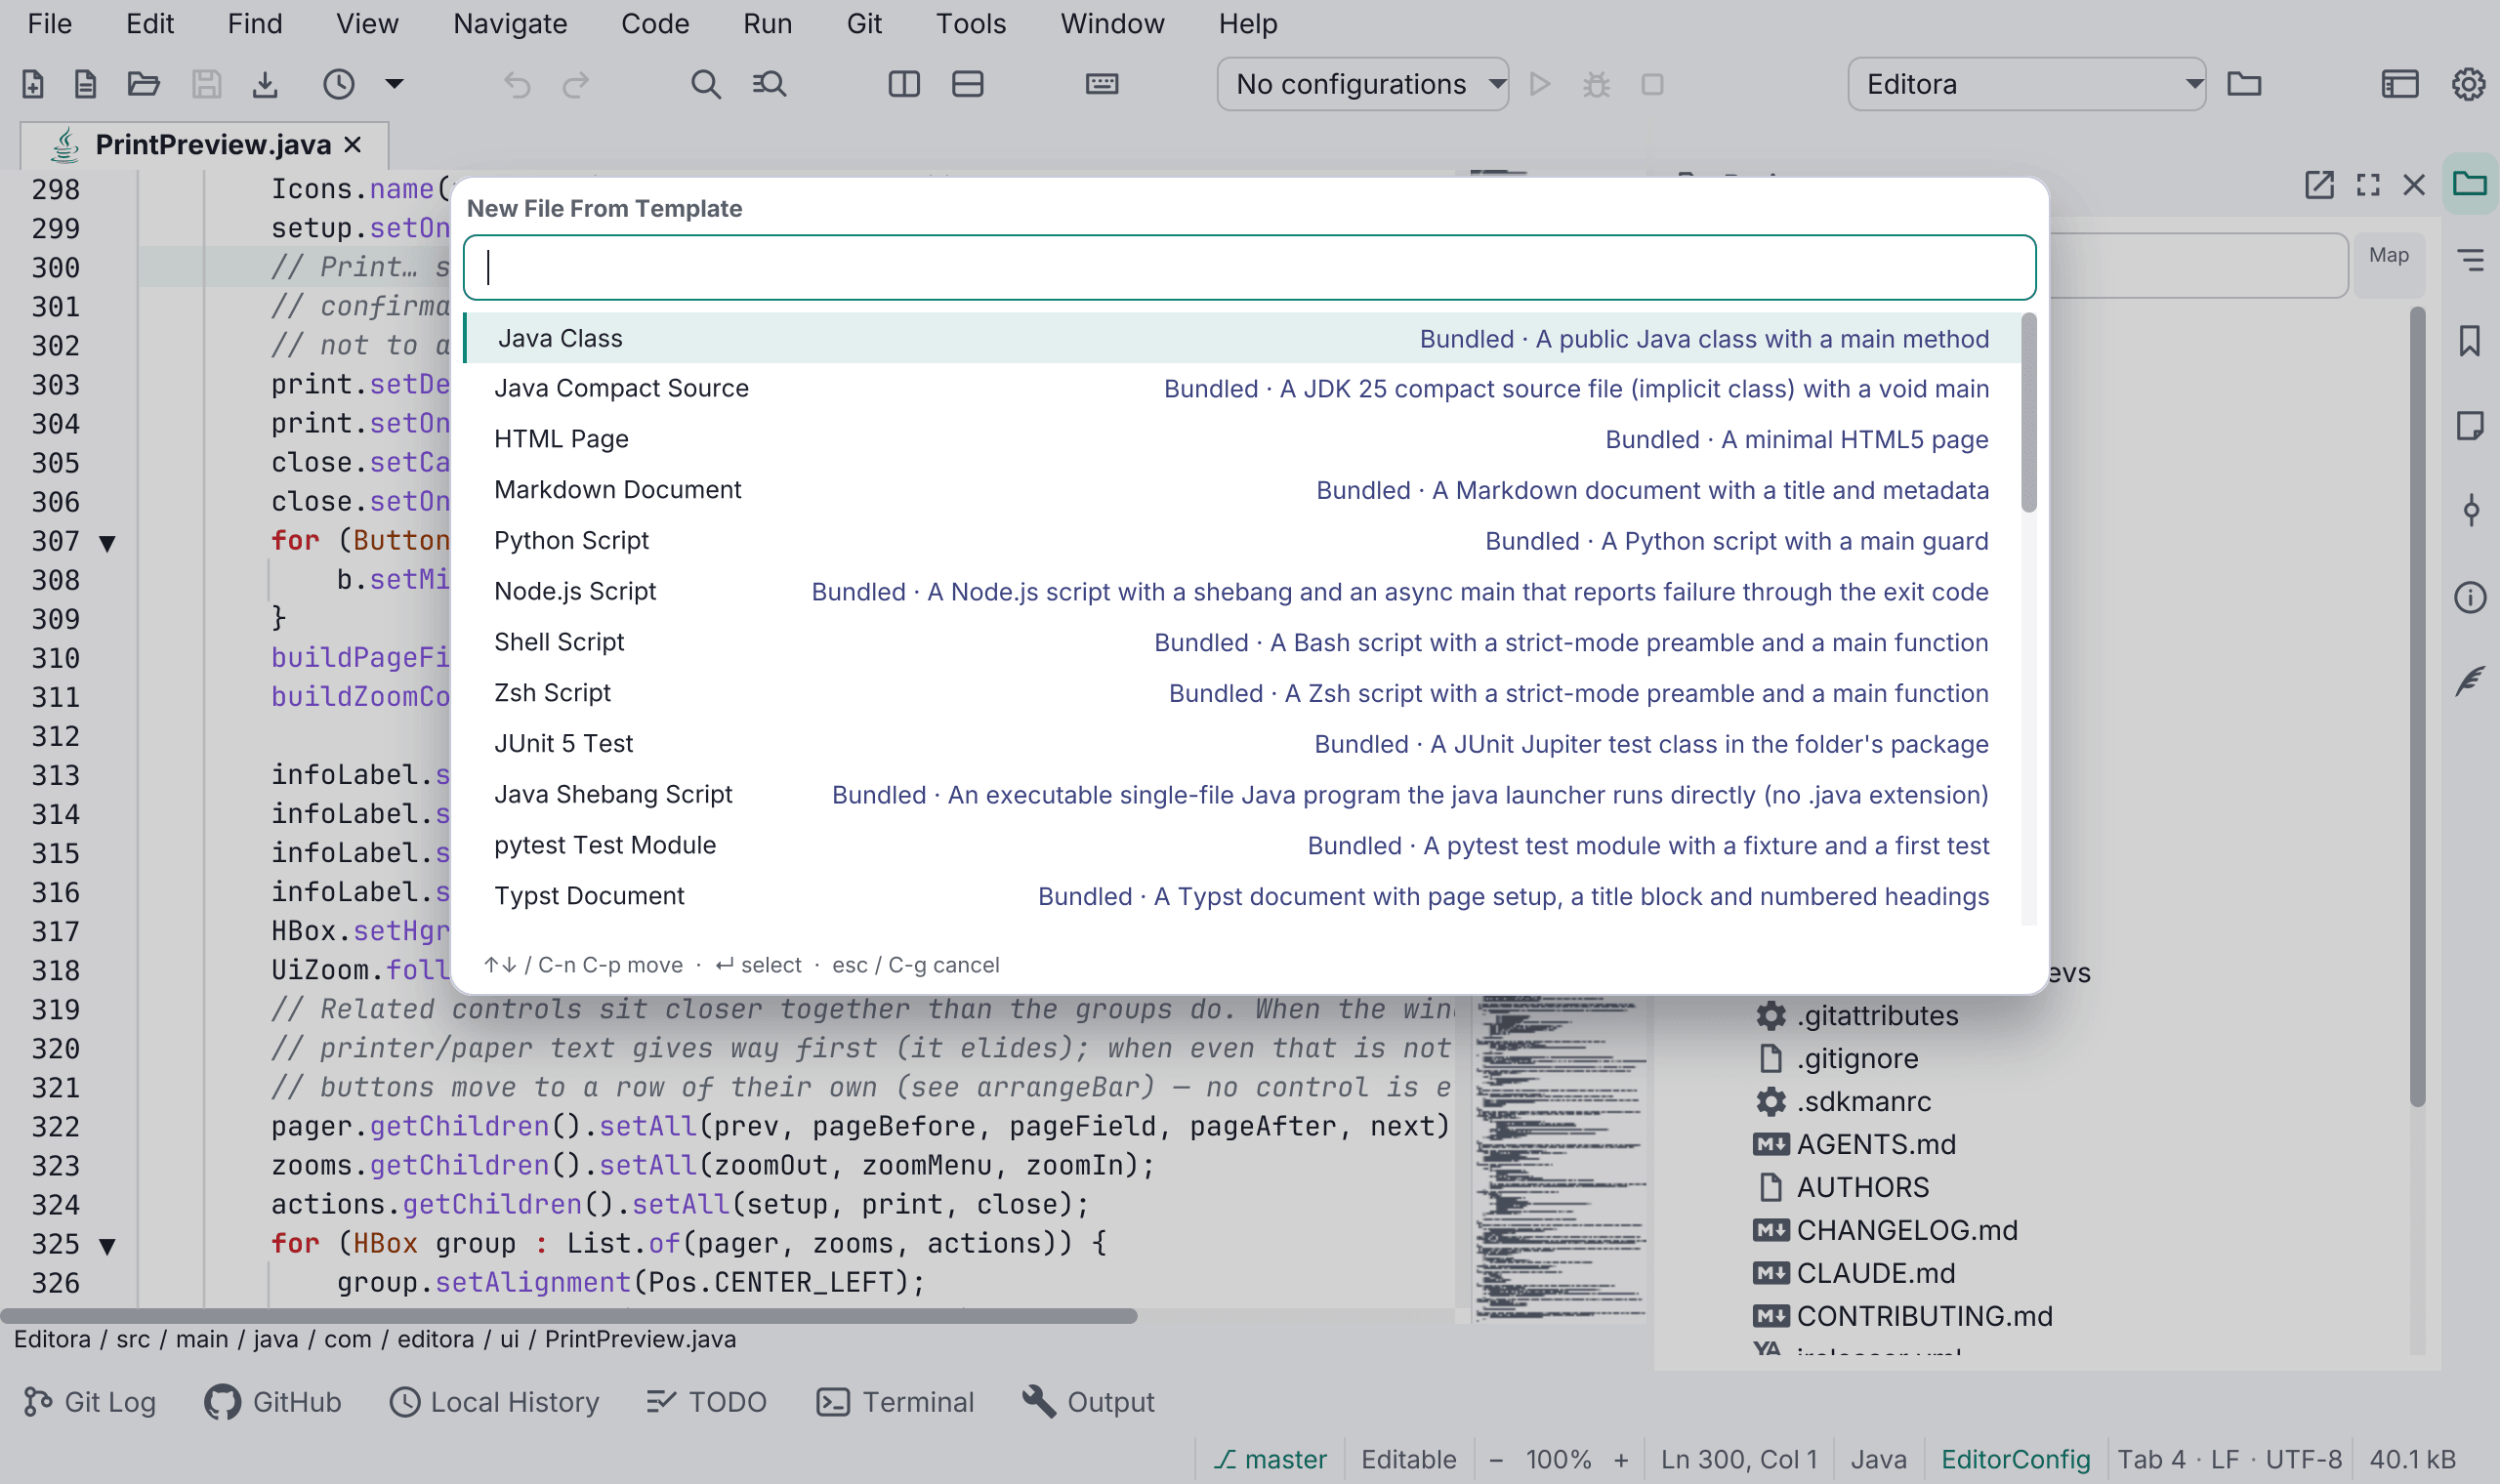 File Edit Find View Navigate Code Run Git Tools Window Help
No configurations Editora
PrintPreview.java
New File From Template
Map
Java Class Bundled · A public Java class with a main method
Java Compact Source Bundled · A JDK 25 compact source file (implicit class) with a void main
HTML Page Bundled · A minimal HTML5 page
Markdown Document Bundled · A Markdown document with a title and metadata
Python Script Bundled · A Python script with a main guard
Node.js Script Bundled · A Node.js script with a shebang and an async main that reports failure through the exit code
Shell Script Bundled · A Bash script with a strict-mode preamble and a main function
Zsh Script Bundled · A Zsh script with a strict-mode preamble and a main function
JUnit 5 Test Bundled · A JUnit Jupiter test class in the folder's package
Java Shebang Script Bundled · An executable single-file Java program the java launcher runs directly (no .java extension)
pytest Test Module Bundled · A pytest test module with a fixture and a first test
Typst Document Bundled · A Typst document with page setup, a title block and numbered headings
↑↓ / C-n C-p move · ↵ select · esc / C-g cancel
298 Icons.name(
299 setup.setOn
300 // Print… s
301 // confirma
302 // not to a
303 print.setDe
304 print.setOn
305 close.setCa
306 close.setOn
307 for (Button
308 b.setMi
309 }
310 buildPageFi
311 buildZoomCo
312
313 infoLabel.s
314 infoLabel.s
315 infoLabel.s
316 infoLabel.s
317 HBox.setHgr
318 UiZoom.foll
319 // Related controls sit closer together than the groups do. When the win
320 // printer/paper text gives way first (it elides); when even that is not
321 // buttons move to a row of their own (see arrangeBar) — no control is e
322 pager.getChildren().setAll(prev, pageBefore, pageField, pageAfter, next)
323 zooms.getChildren().setAll(zoomOut, zoomMenu, zoomIn);
324 actions.getChildren().setAll(setup, print, close);
325 for (HBox group : List.of(pager, zooms, actions)) {
326 group.setAlignment(Pos.CENTER_LEFT);
evs
.gitattributes
.gitignore
.sdkmanrc
AGENTS.md
AUTHORS
CHANGELOG.md
CLAUDE.md
CONTRIBUTING.md
Editora / src / main / java / com / editora / ui / PrintPreview.java
Git Log GitHub Local History TODO Terminal Output
master Editable − 100% + Ln 300, Col 1 Java EditorConfig Tab 4 · LF · UTF-8 40.1 kB